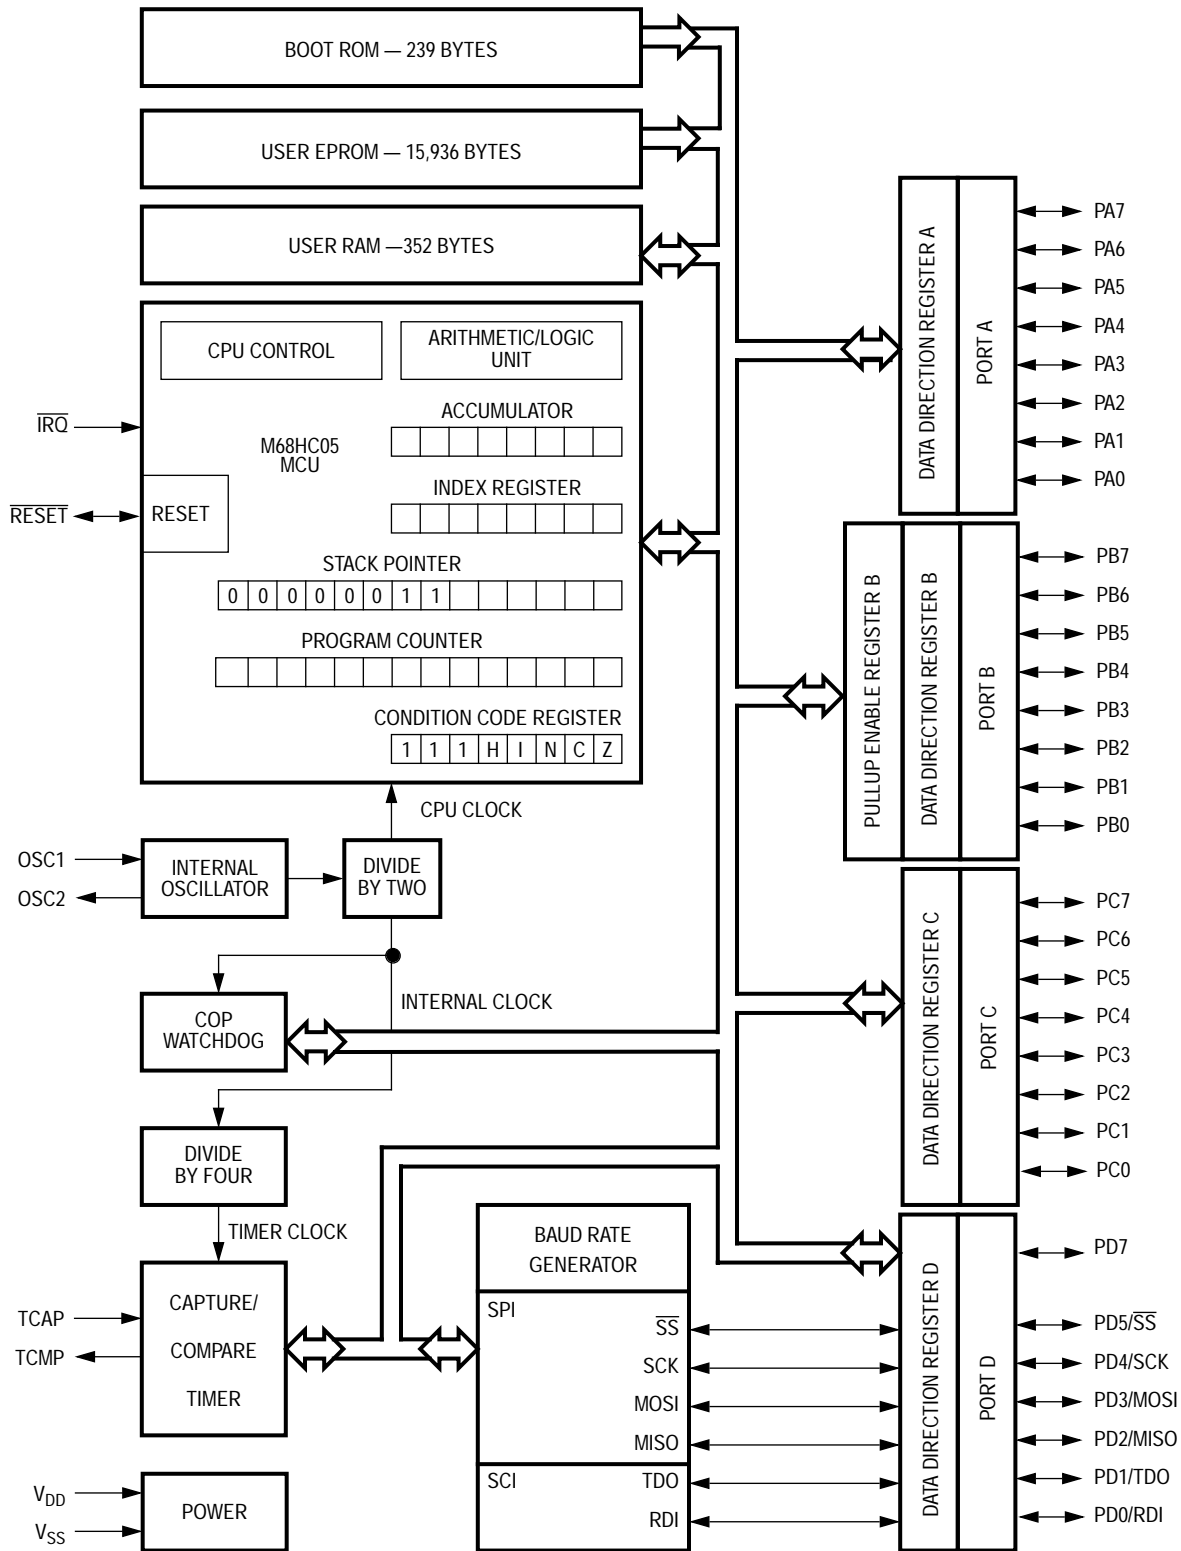 BOOT ROM — 239 BYTES
USER EPROM — 15,936 BYTES
USER RAM —352 BYTES
CPU CONTROL
ARITHMETIC/LOGIC
UNIT
ACCUMULATOR
M68HC05
MCU
INDEX REGISTER
IRQ
RESET
RESET
STACK POINTER
0 0 0 0 0 0 1 1
PROGRAM COUNTER
CONDITION CODE REGISTER
1 1 1 H I N C Z
CPU CLOCK
OSC1
OSC2
INTERNAL
OSCILLATOR
DIVIDE
BY TWO
INTERNAL CLOCK
COP
WATCHDOG
DIVIDE
BY FOUR
TIMER CLOCK
TCAP
TCMP
CAPTURE/
COMPARE
TIMER
VDD
VSS
POWER
BAUD RATE
GENERATOR
SPI
SS
SCK
MOSI
MISO
SCI
TDO
RDI
DATA DIRECTION REGISTER A
PORT A
PA7
PA6
PA5
PA4
PA3
PA2
PA1
PA0
PULLUP ENABLE REGISTER B
DATA DIRECTION REGISTER B
PORT B
PB7
PB6
PB5
PB4
PB3
PB2
PB1
PB0
DATA DIRECTION REGISTER C
PORT C
PC7
PC6
PC5
PC4
PC3
PC2
PC1
PC0
DATA DIRECTION REGISTER D
PORT D
PD7
PD5/SS
PD4/SCK
PD3/MOSI
PD2/MISO
PD1/TDO
PD0/RDI